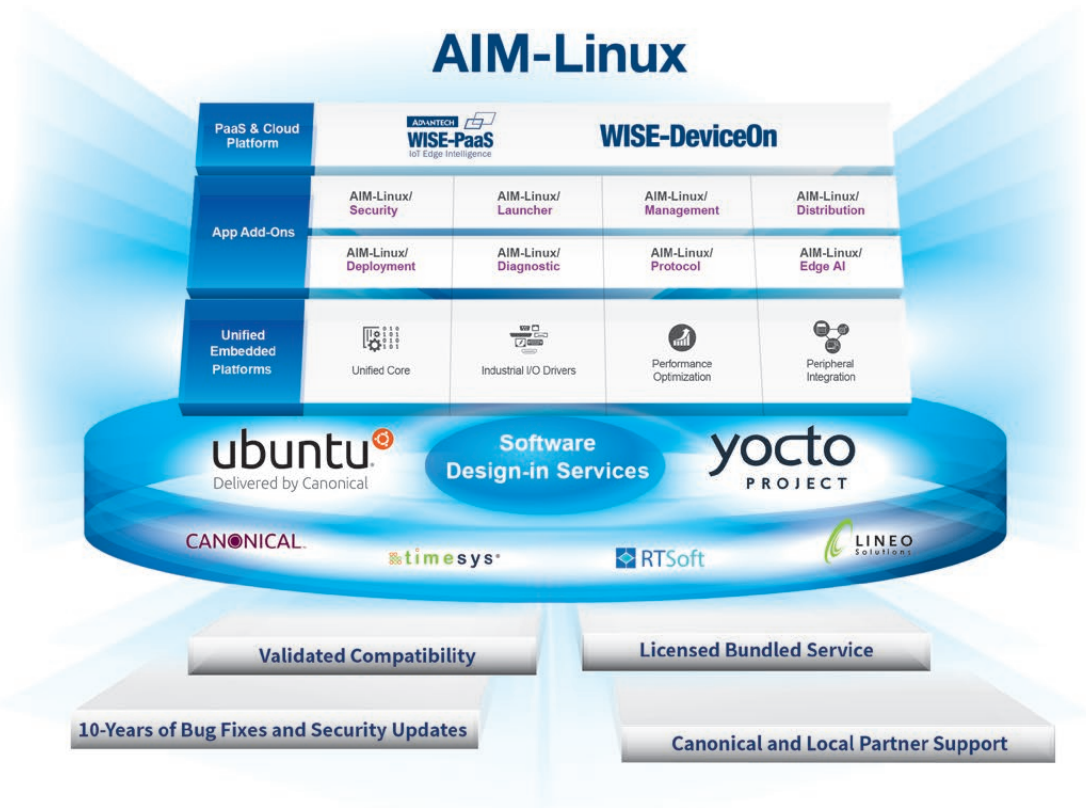 AIM-Linux
PaaS & Cloud
Platform
ADVANTECH
WISE-PaaS
IoT Edge Intelligence
WISE-DeviceOn
App Add-Ons
AIM-Linux/
Security
AIM-Linux/
Launcher
AIM-Linux/
Management
AIM-Linux/
Distribution
AIM-Linux/
Deployment
AIM-Linux/
Diagnostic
AIM-Linux/
Protocol
AIM-Linux/
Edge AI
Unified
Embedded
Platforms
010
101
010
101
Unified Core
Industrial I/O Drivers
Performance
Optimization
Peripheral
Integration
ubuntu
Delivered by Canonical
Software
Design-in Services
yocto
PROJECT
CANONICAL
timesys
RTSoft
LINEO
Solutions
Validated Compatibility
Licensed Bundled Service
10-Years of Bug Fixes and Security Updates
Canonical and Local Partner Support